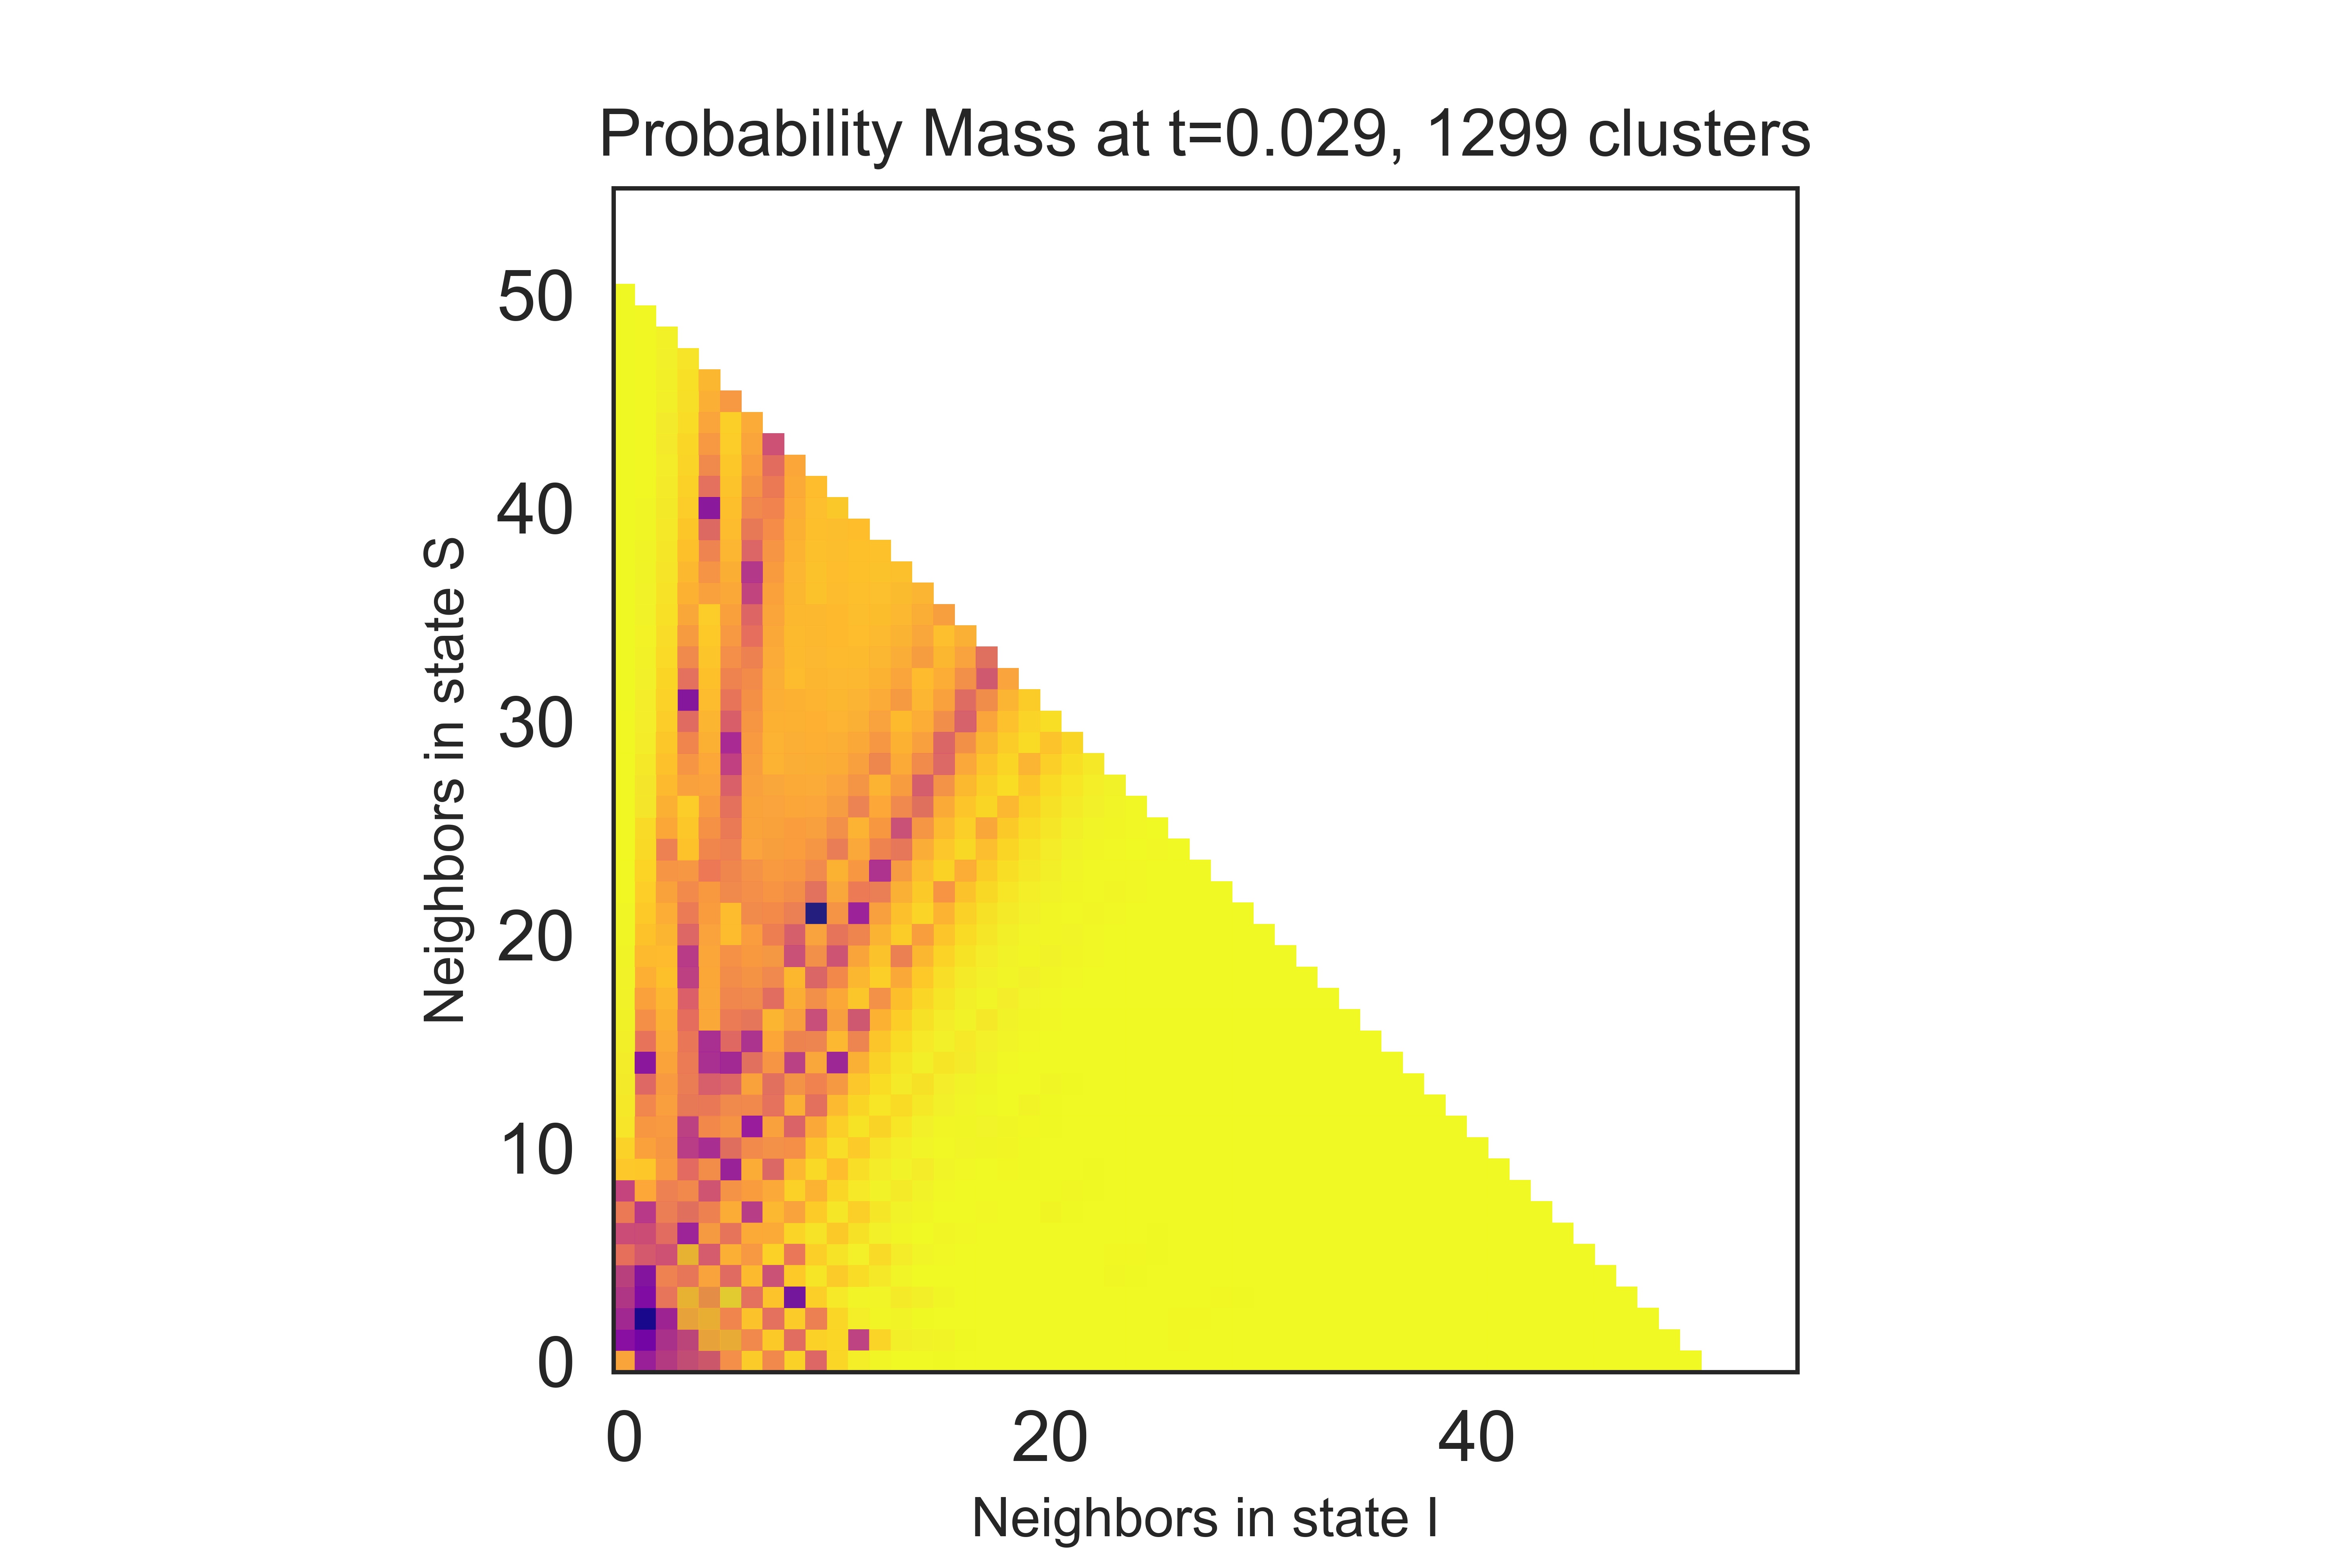 Probability Mass at t=0.029, 1299 clusters
50
40
30
20
10
0
Neighbors in state S
0 20 40
Neighbors in state I